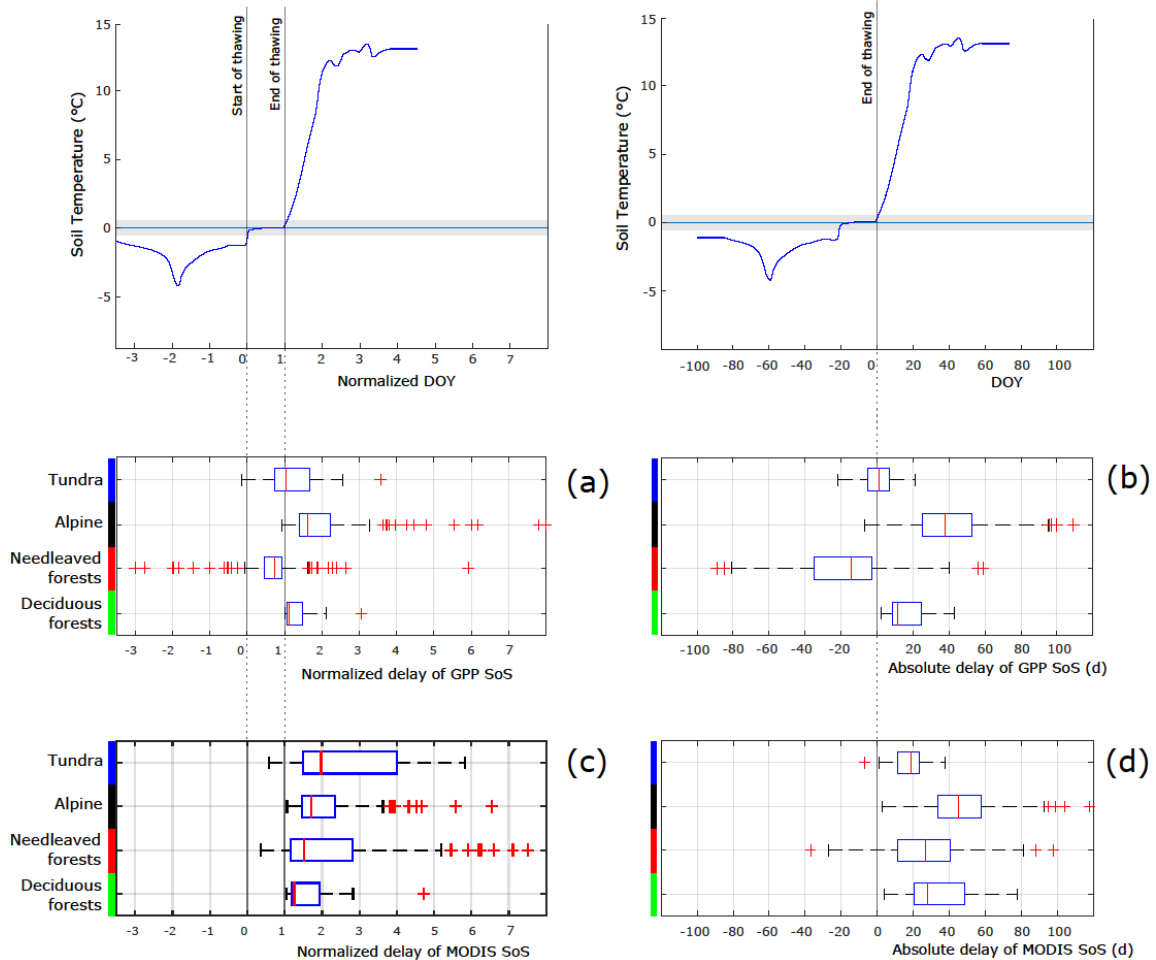 15
10
5
0
-5
Soil Temperature (°C)
Start of thawing
End of thawing
-3 -2 -1 0 1 2 3 4 5 6 7
Normalized DOY
15
10
5
0
-5
Soil Temperature (°C)
End of thawing
-100 -80 -60 -40 -20 0 20 40 60 80 100
DOY
Tundra
Alpine
Needleaved
forests
Deciduous
forests
(a)
-3 -2 -1 0 1 2 3 4 5 6 7
Normalized delay of GPP SoS
(b)
-100 -80 -60 -40 -20 0 20 40 60 80 100
Absolute delay of GPP SoS (d)
Tundra
Alpine
Needleaved
forests
Deciduous
forests
(c)
-3 -2 -1 0 1 2 3 4 5 6 7
Normalized delay of MODIS SoS
(d)
-100 -80 -60 -40 -20 0 20 40 60 80 100
Absolute delay of MODIS SoS (d)